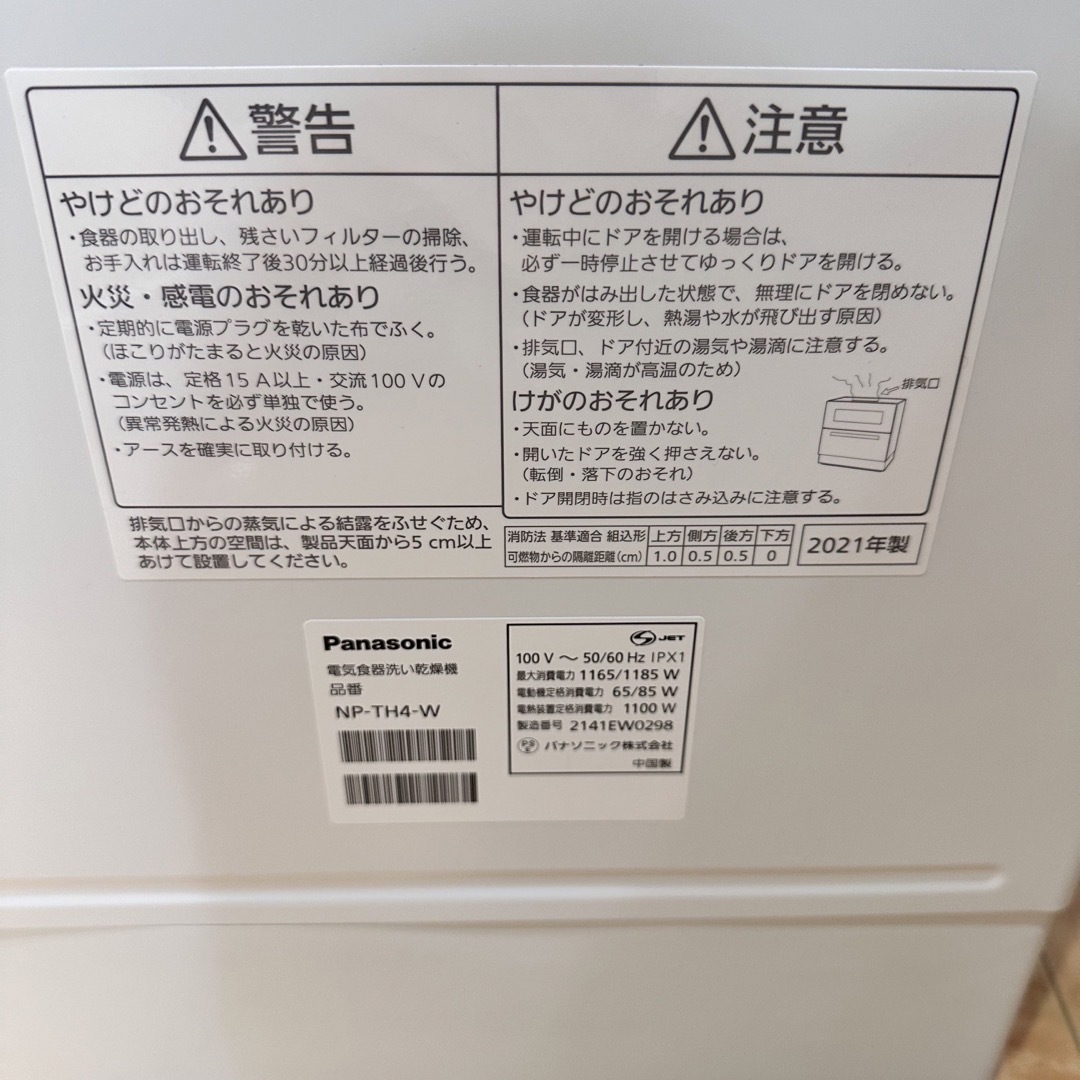 警告
やけどのおそれあり
・食器の取り出し、残さいフィルターの掃除、
お手入れは運転終了後30分以上経過後行う。
火災・感電のおそれあり
・定期的に電源プラグを乾いた布でふく。
(ほこりがたまると火災の原因)
・電源は、定格15 A以上・交流100 Vの
コンセントを必ず単独で使う。
(異常発熱による火災の原因)
・アースを確実に取り付ける。
注意
やけどのおそれあり
・運転中にドアを開ける場合は、
必ず一時停止させてゆっくりドアを開ける。
・食器がはみ出した状態で、無理にドアを閉めない。
(ドアが変形し、熱湯や水が飛び出す原因)
・排気口、ドア付近の湯気や湯滴に注意する。
(湯気・湯滴が高温のため)
排気口
けがのおそれあり
・天面にものを置かない。
・開いたドアを強く押さえない。
(転倒・落下のおそれ)
・ドア開閉時は指のはさみ込みに注意する。
排気口からの蒸気による結露をふせぐため、
本体上方の空間は、製品天面から5 cm以上
あけて設置してください。
消防法 基準適合 組込形 上方 側方 後方 下方
可燃物からの隔離距離(cm) 1.0 0.5 0.5 0
2021年製
Panasonic
電気食器洗い乾燥機
品番
NP-TH4-W
S JET
100 V ～ 50/60 Hz IPX1
最大消費電力 1165/1185 W
電動機定格消費電力 65/85 W
電熱装置定格消費電力 1100 W
製造番号 2141EW0298
PSE パナソニック株式会社
中国製